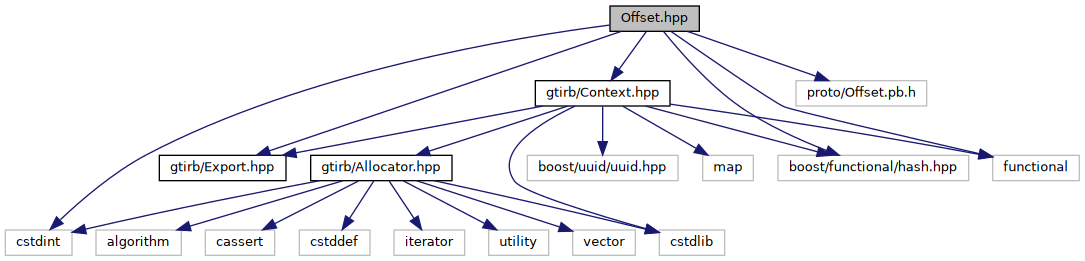 Offset.hpp
gtirb/Context.hpp
proto/Offset.pb.h
gtirb/Export.hpp
gtirb/Allocator.hpp
boost/uuid/uuid.hpp
map
boost/functional/hash.hpp
functional
cstdint
algorithm
cassert
cstddef
iterator
utility
vector
cstdlib